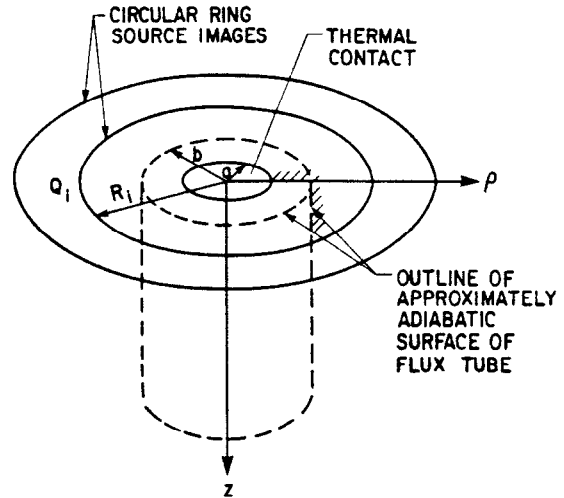 CIRCULAR RING
SOURCE IMAGES
THERMAL
CONTACT
b
a
Qi
Ri
ρ
OUTLINE OF
APPROXIMATELY
ADIABATIC
SURFACE OF
FLUX TUBE
z